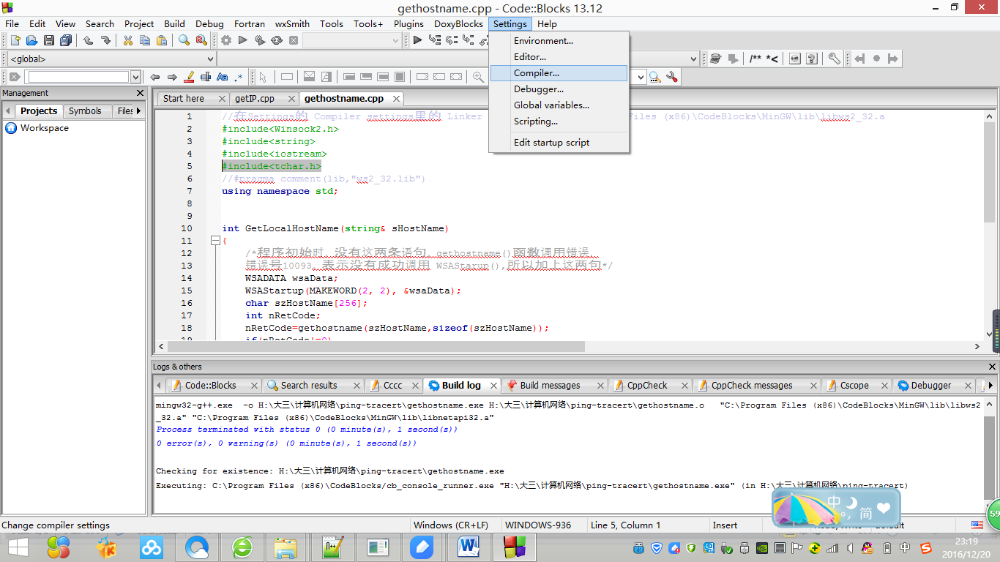 gethostname.cpp - Code::Blocks 13.12
File Edit View Search Project Build Debug Fortran wxSmith Tools Tools+ Plugins DoxyBlocks Settings Help
Environment...
Editor...
Compiler...
Debugger...
Global variables...
Scripting...
Edit startup script
<global>
/** *<
Aa .*
Management
Projects Symbols Files
Workspace
Start here getIP.cpp gethostname.cpp
1 //在Settings的 Compiler settings里的 Linker Files (x86)\CodeBlocks\MinGW\lib\libws2_32.a
2 #include<Winsock2.h>
3 #include<string>
4 #include<iostream>
5 #include<tchar.h>
6 //#pragma comment(lib,"ws2_32.lib")
7 using namespace std;
8
9
10 int GetLocalHostName(string& sHostName)
11 {
12 /*程序初始时，没有这两条语句，gethostname()函数调用错误，
13 错误号10093，表示没有成功调用 WSAStarup(),所以加上这两句*/
14 WSADATA wsaData;
15 WSAStartup(MAKEWORD(2, 2), &wsaData);
16 char szHostName[256];
17 int nRetCode;
18 nRetCode=gethostname(szHostName,sizeof(szHostName));
19 if(nRetCode!=0)
Logs & others
Code::Blocks Search results Cccc Build log Build messages CppCheck CppCheck messages Cscope Debugger
mingw32-g++.exe -o H:\大三\计算机网络\ping-tracert\gethostname.exe H:\大三\计算机网络\ping-tracert\gethostname.o "C:\Program Files (x86)\CodeBlocks\MinGW\lib\libws2
_32.a" "C:\Program Files (x86)\CodeBlocks\MinGW\lib\libnetapi32.a"
Process terminated with status 0 (0 minute(s), 1 second(s))
0 error(s), 0 warning(s) (0 minute(s), 1 second(s))
Checking for existence: H:\大三\计算机网络\ping-tracert\gethostname.exe
Executing: C:\Program Files (x86)\CodeBlocks/cb_console_runner.exe "H:\大三\计算机网络\ping-tracert\gethostname.exe" (in H:\大三\计算机网络\ping-tracert)
中
简
59
Change compiler settings Windows (CR+LF) WINDOWS-936 Line 5, Column 1 Insert
中
23:19
2016/12/20